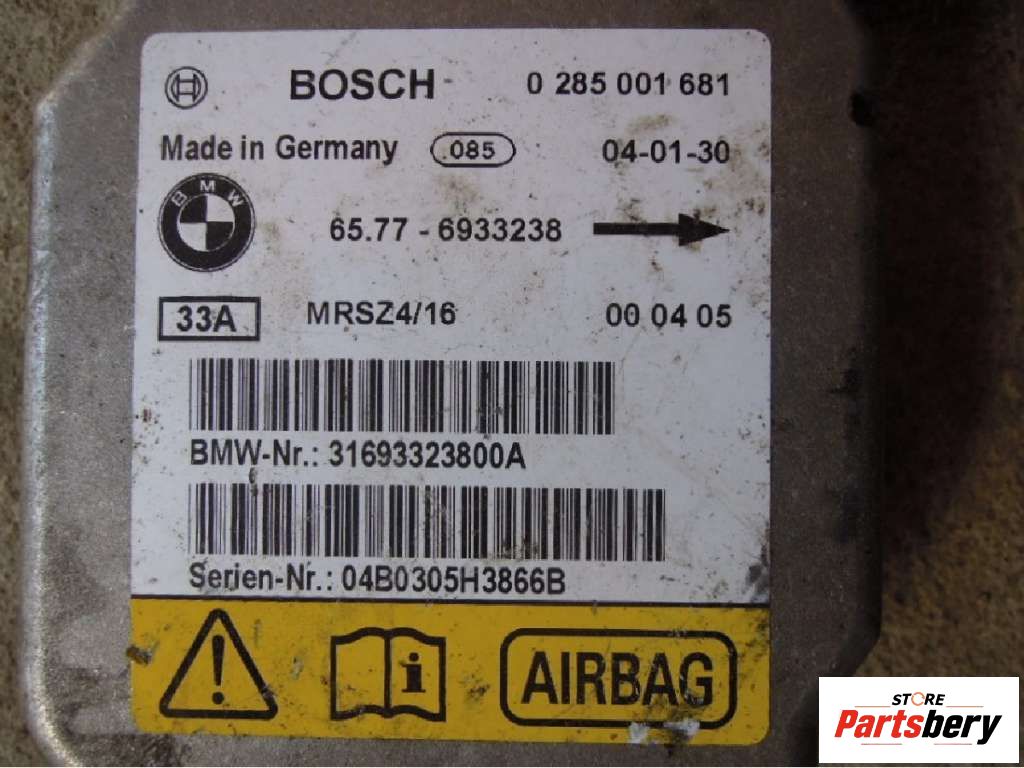 BOSCH 0 285 001 681
Made in Germany 085 04-01-30
BMW
65.77 - 6933238
33A MRSZ4/16 00 04 05
BMW-Nr.: 31693323800A
Serien-Nr.: 04B0305H3866B
AIRBAG
STORE
Partsbery